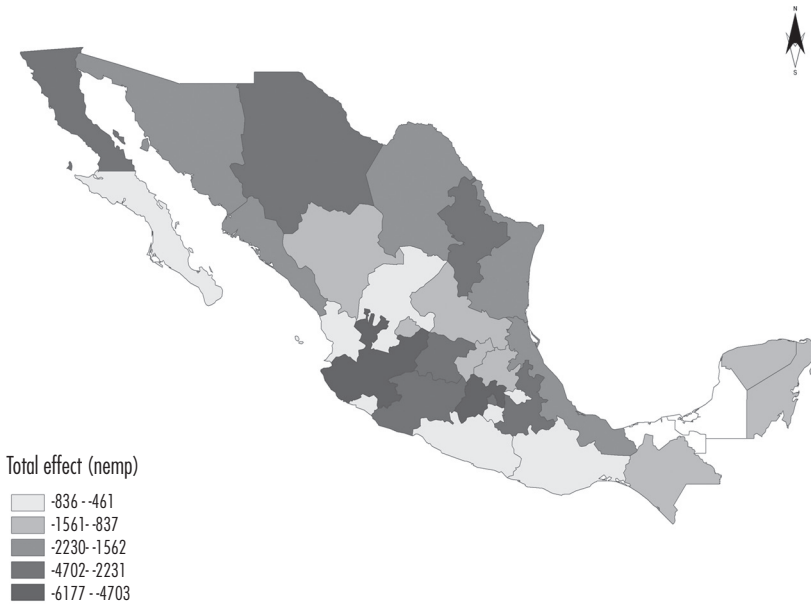 N
S
Total effect (nemp)
-836 - -461
-1561- -837
-2230- -1562
-4702- -2231
-6177 - -4703